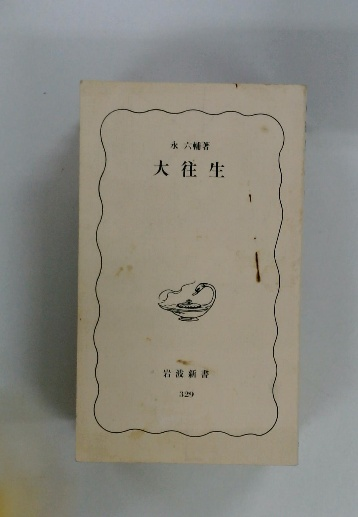 永 六輔著
大往生
岩波新書
329